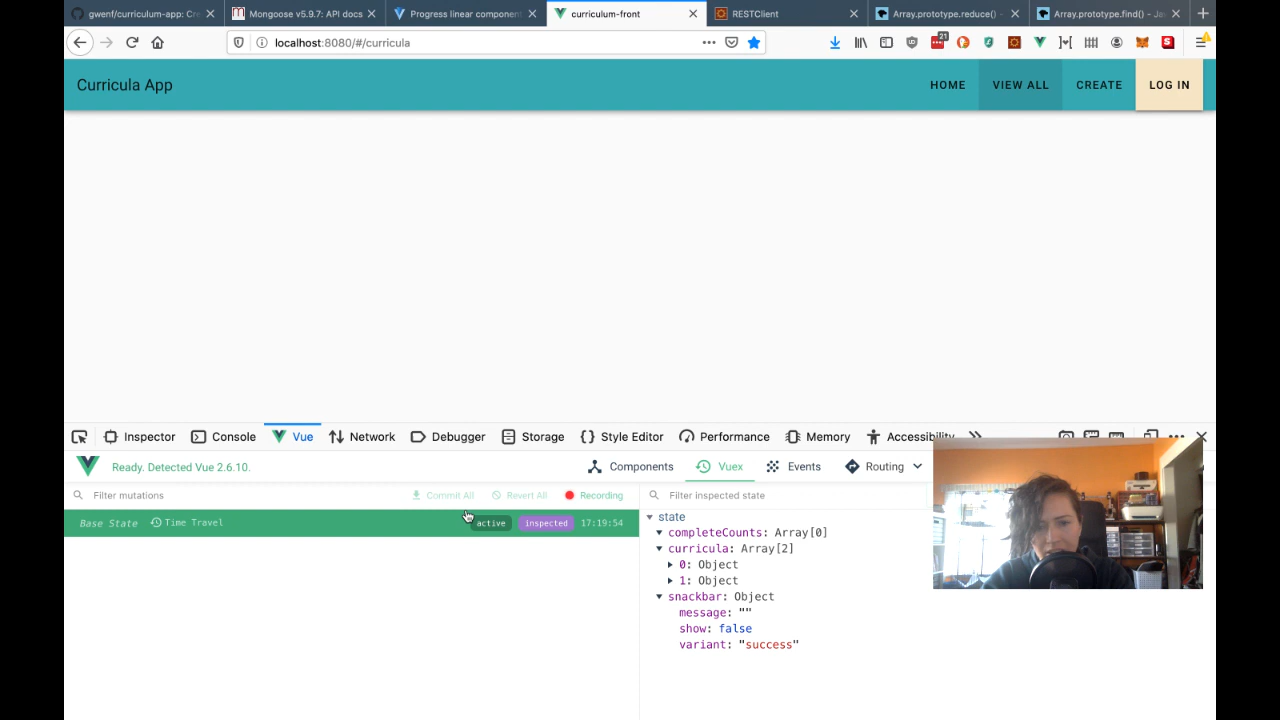 gwenf/curriculum-app: Cre
Mongoose v5.9.7: API docs
Progress linear component
curriculum-front
RESTClient
Array.prototype.reduce() -
Array.prototype.find() - Ja
localhost:8080/#/curricula
21
Curricula App
HOME
VIEW ALL
CREATE
LOG IN
Inspector
Console
Vue
Network
Debugger
Storage
Style Editor
Performance
Memory
Accessibility
Ready. Detected Vue 2.6.10.
Components
Vuex
Events
Routing
Filter mutations
Commit All
Revert All
Recording
Filter inspected state
Base State
Time Travel
active
inspected
17:19:54
state
completeCounts: Array[0]
curricula: Array[2]
0: Object
1: Object
snackbar: Object
message: ""
show: false
variant: "success"